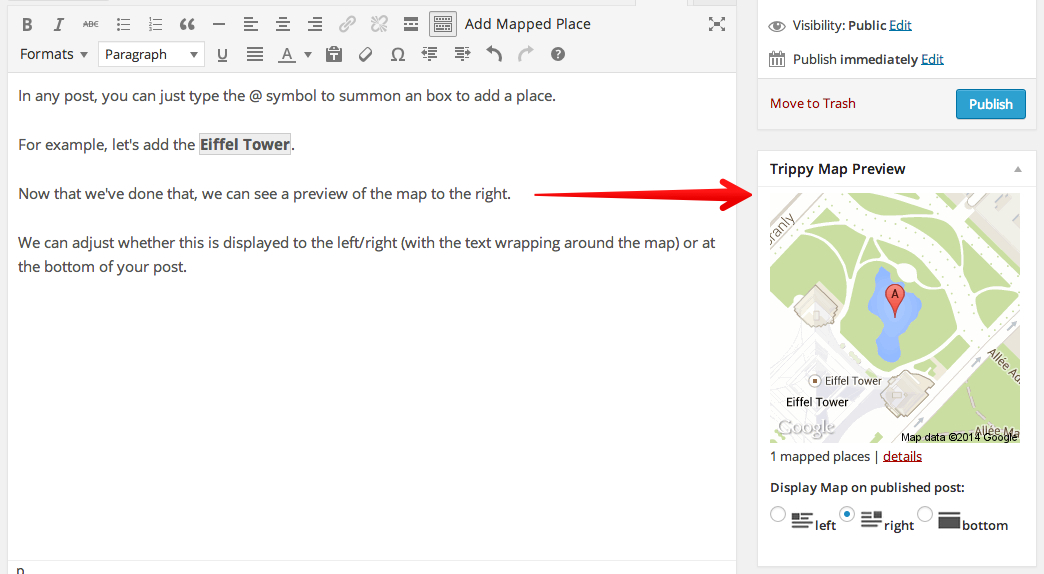 B I ABC Add Mapped Place
Formats Paragraph U A Ω ?
In any post, you can just type the @ symbol to summon an box to add a place.
For example, let's add the Eiffel Tower.
Now that we've done that, we can see a preview of the map to the right.
We can adjust whether this is displayed to the left/right (with the text wrapping around the map) or at
the bottom of your post.
p
Visibility: Public Edit
Publish immediately Edit
Move to Trash Publish
Trippy Map Preview
A
Eiffel Tower
Eiffel Tower
Google
Map data ©2014 Google
1 mapped places | details
Display Map on published post:
left right bottom